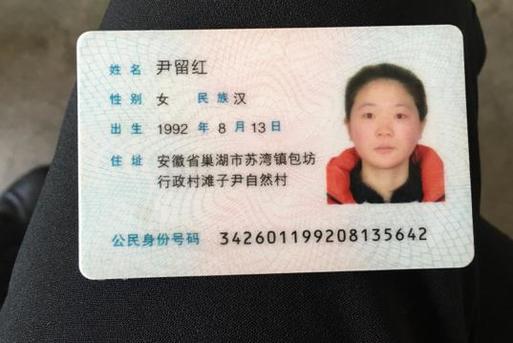 姓名 尹留红
性别 女 民族 汉
出生 1992 年 8 月 13 日
住址 安徽省巢湖市苏湾镇包坊
行政村滩子尹自然村
公民身份号码 342601199208135642